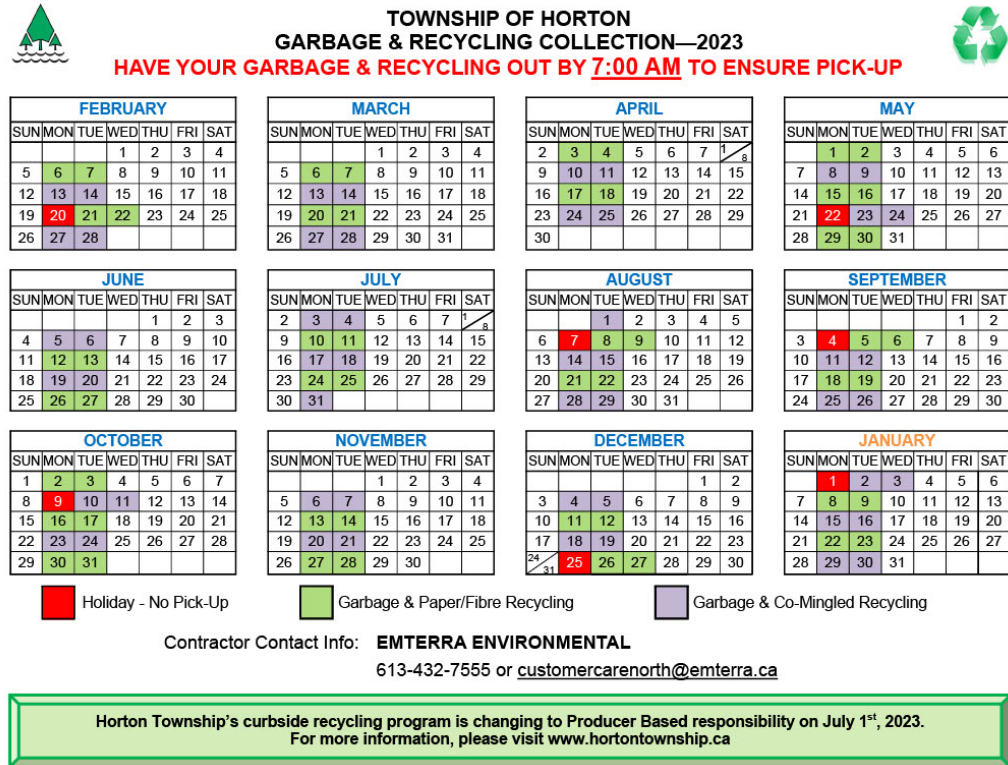 TOWNSHIP OF HORTON
GARBAGE & RECYCLING COLLECTION—2023
HAVE YOUR GARBAGE & RECYCLING OUT BY 7:00 AM TO ENSURE PICK-UP
FEBRUARY
SUN MON TUE WED THU FRI SAT
1 2 3 4
5 6 7 8 9 10 11
12 13 14 15 16 17 18
19 20 21 22 23 24 25
26 27 28
MARCH
SUN MON TUE WED THU FRI SAT
1 2 3 4
5 6 7 8 9 10 11
12 13 14 15 16 17 18
19 20 21 22 23 24 25
26 27 28 29 30 31
APRIL
SUN MON TUE WED THU FRI SAT
2 3 4 5 6 7 1/8
9 10 11 12 13 14 15
16 17 18 19 20 21 22
23 24 25 26 27 28 29
30
MAY
SUN MON TUE WED THU FRI SAT
1 2 3 4 5 6
7 8 9 10 11 12 13
14 15 16 17 18 19 20
21 22 23 24 25 26 27
28 29 30 31
JUNE
SUN MON TUE WED THU FRI SAT
1 2 3
4 5 6 7 8 9 10
11 12 13 14 15 16 17
18 19 20 21 22 23 24
25 26 27 28 29 30
JULY
SUN MON TUE WED THU FRI SAT
2 3 4 5 6 7 1/8
9 10 11 12 13 14 15
16 17 18 19 20 21 22
23 24 25 26 27 28 29
30 31
AUGUST
SUN MON TUE WED THU FRI SAT
1 2 3 4 5
6 7 8 9 10 11 12
13 14 15 16 17 18 19
20 21 22 23 24 25 26
27 28 29 30 31
SEPTEMBER
SUN MON TUE WED THU FRI SAT
1 2
3 4 5 6 7 8 9
10 11 12 13 14 15 16
17 18 19 20 21 22 23
24 25 26 27 28 29 30
OCTOBER
SUN MON TUE WED THU FRI SAT
1 2 3 4 5 6 7
8 9 10 11 12 13 14
15 16 17 18 19 20 21
22 23 24 25 26 27 28
29 30 31
NOVEMBER
SUN MON TUE WED THU FRI SAT
1 2 3 4
5 6 7 8 9 10 11
12 13 14 15 16 17 18
19 20 21 22 23 24 25
26 27 28 29 30
DECEMBER
SUN MON TUE WED THU FRI SAT
1 2
3 4 5 6 7 8 9
10 11 12 13 14 15 16
17 18 19 20 21 22 23
24/31 25 26 27 28 29 30
JANUARY
SUN MON TUE WED THU FRI SAT
1 2 3 4 5 6
7 8 9 10 11 12 13
14 15 16 17 18 19 20
21 22 23 24 25 26 27
28 29 30 31
Holiday - No Pick-Up
Garbage & Paper/Fibre Recycling
Garbage & Co-Mingled Recycling
Contractor Contact Info: EMTERRA ENVIRONMENTAL
613-432-7555 or customercarenorth@emterra.ca
Horton Township's curbside recycling program is changing to Producer Based responsibility on July 1st, 2023.
For more information, please visit www.hortontownship.ca